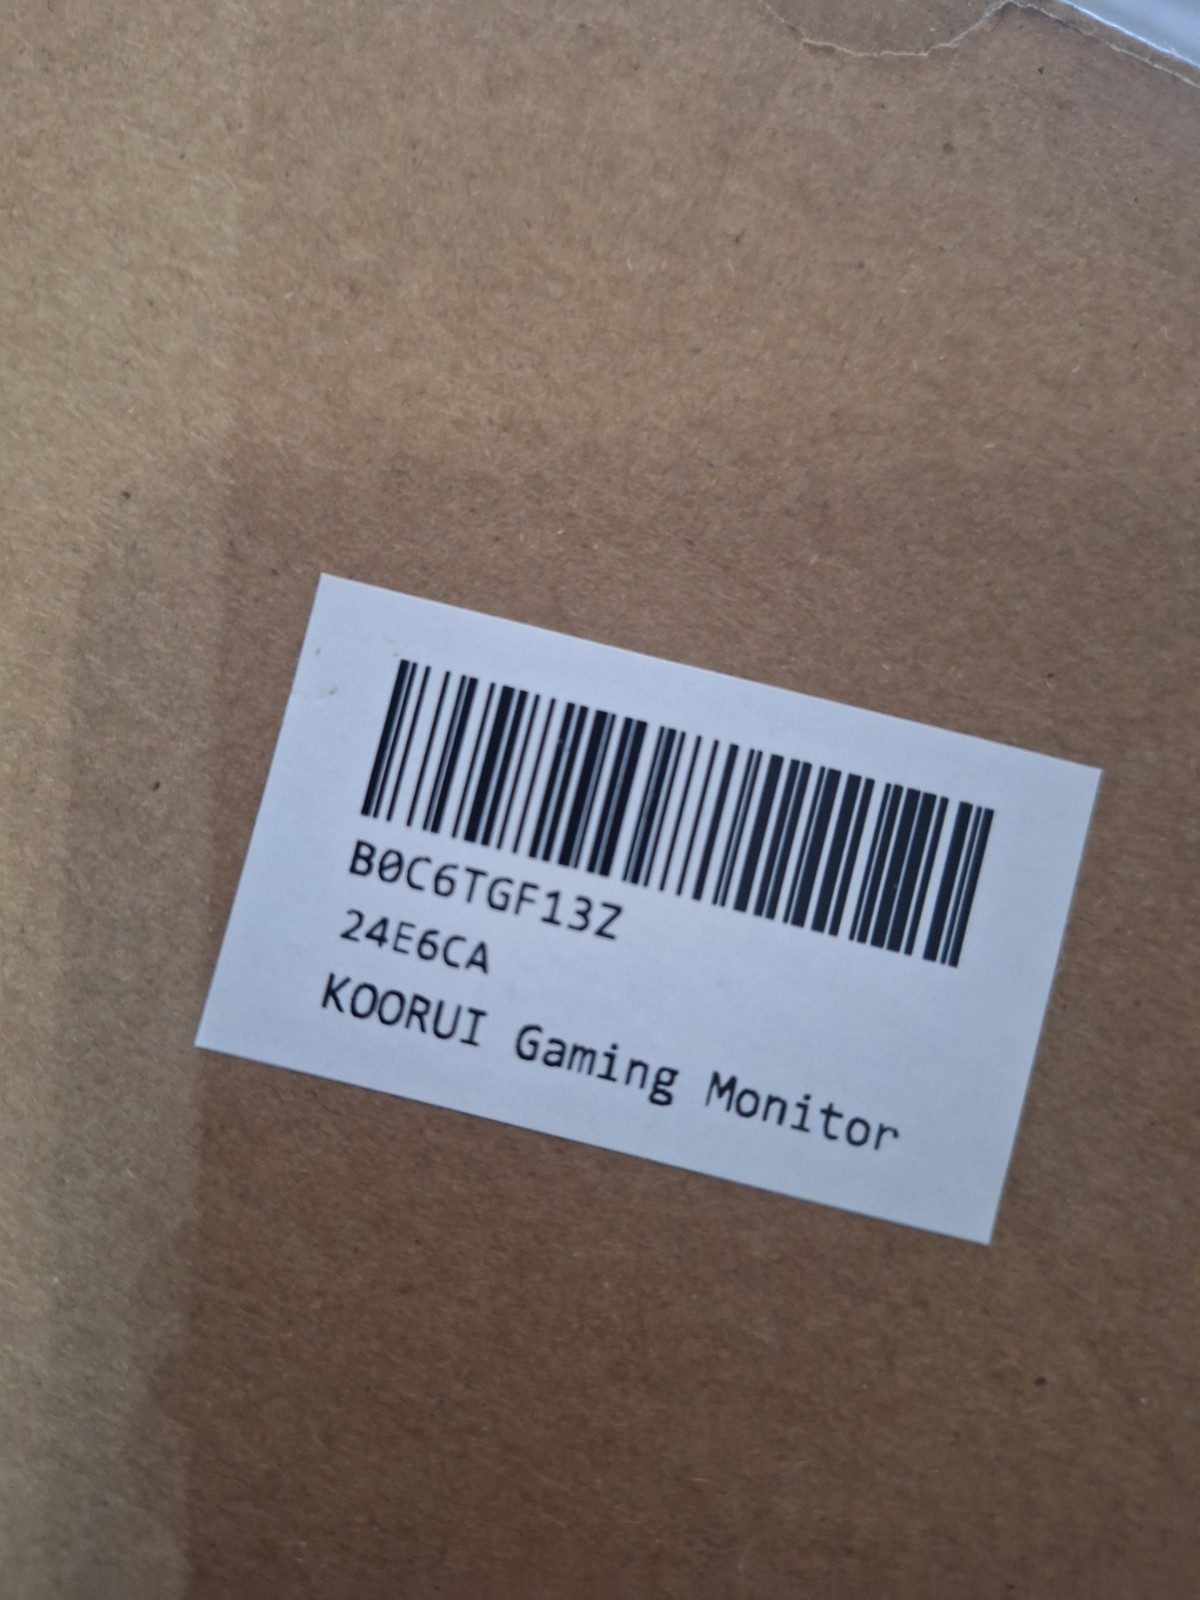 B0C6TGF13Z
24E6CA
KOORUI Gaming Monitor